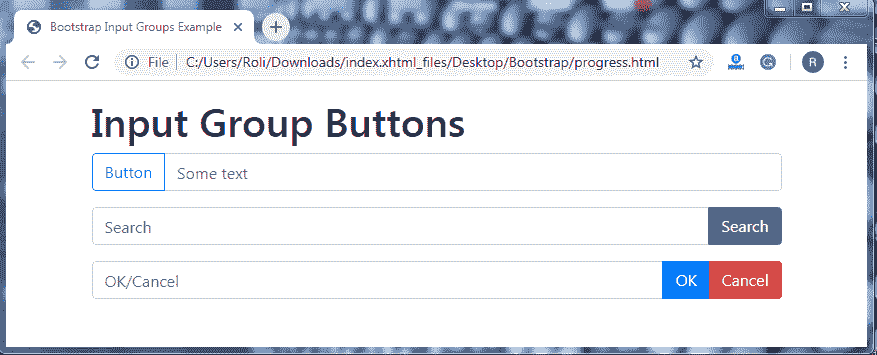 Bootstrap Input Groups Example
File C:/Users/Roli/Downloads/index.xhtml_files/Desktop/Bootstrap/progress.html R
Input Group Buttons
Button Some text
Search Search
OK/Cancel OK Cancel